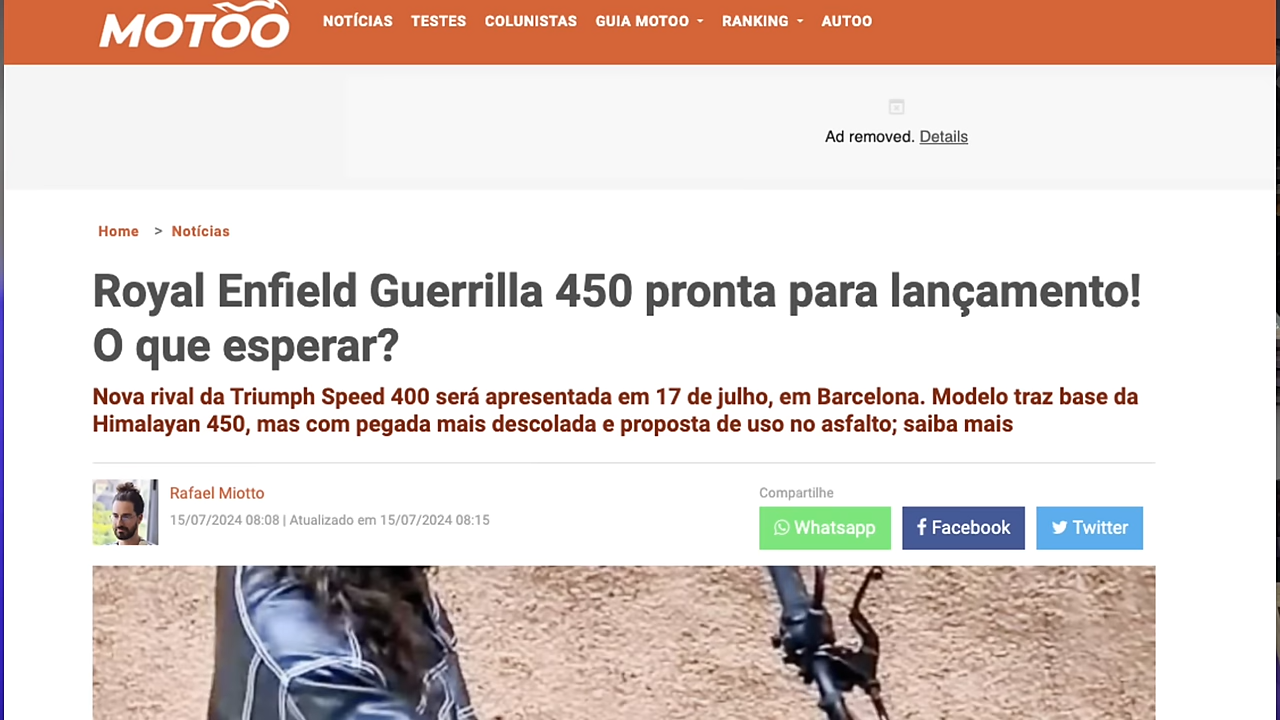 MOTOO
NOTÍCIAS TESTES COLUNISTAS GUIA MOTOO RANKING AUTOO
Ad removed. Details
Home > Notícias
Royal Enfield Guerrilla 450 pronta para lançamento!
O que esperar?
Nova rival da Triumph Speed 400 será apresentada em 17 de julho, em Barcelona. Modelo traz base da
Himalayan 450, mas com pegada mais descolada e proposta de uso no asfalto; saiba mais
Rafael Miotto
15/07/2024 08:08 | Atualizado em 15/07/2024 08:15
Compartilhe
Whatsapp Facebook Twitter